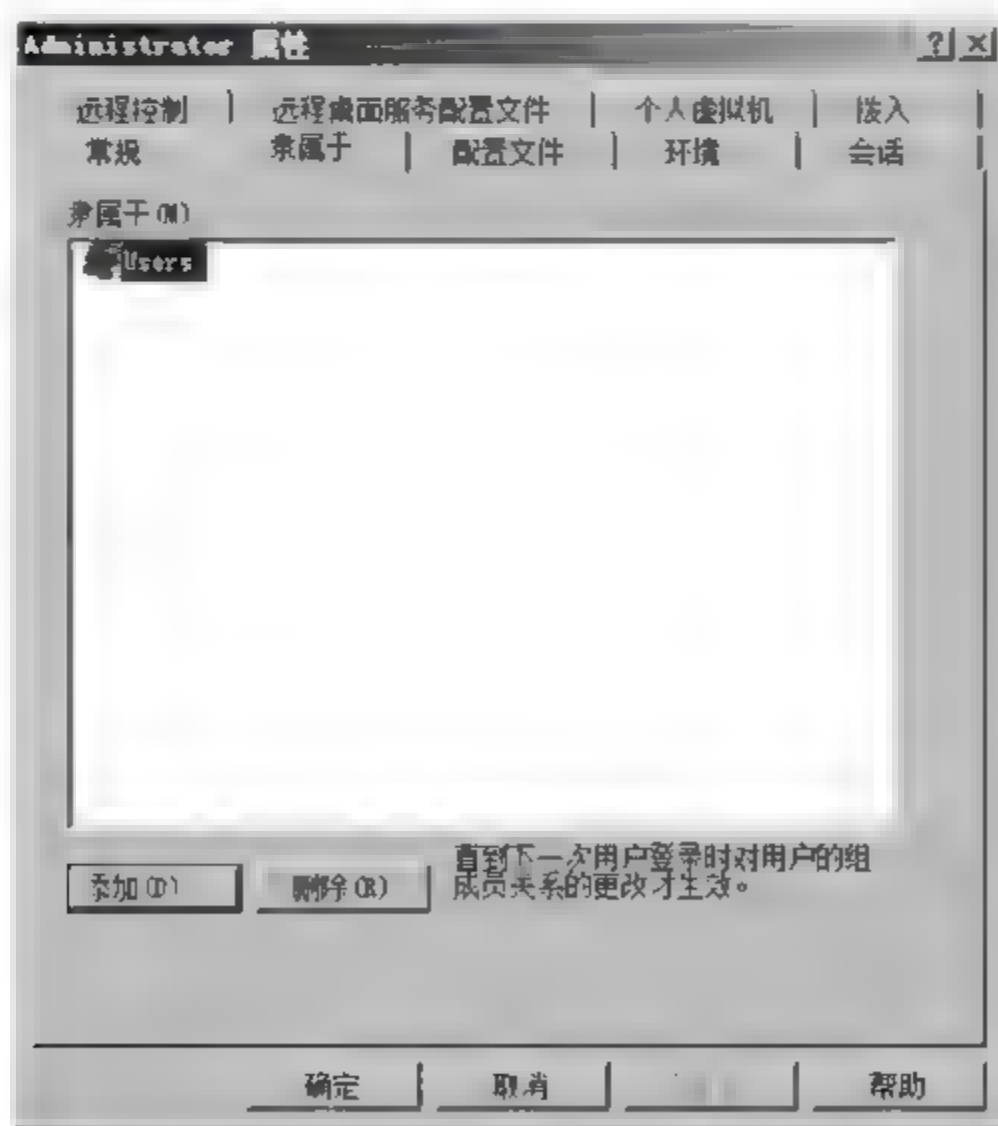 Administrator 属性
远程控制 远程桌面服务配置文件 个人虚拟机 拨入
常规 隶属于 配置文件 环境 会话
隶属于(M)
Users
添加(D) 删除(R)
直到下一次用户登录时对用户的组
成员关系的更改才生效。
确定 取消 帮助